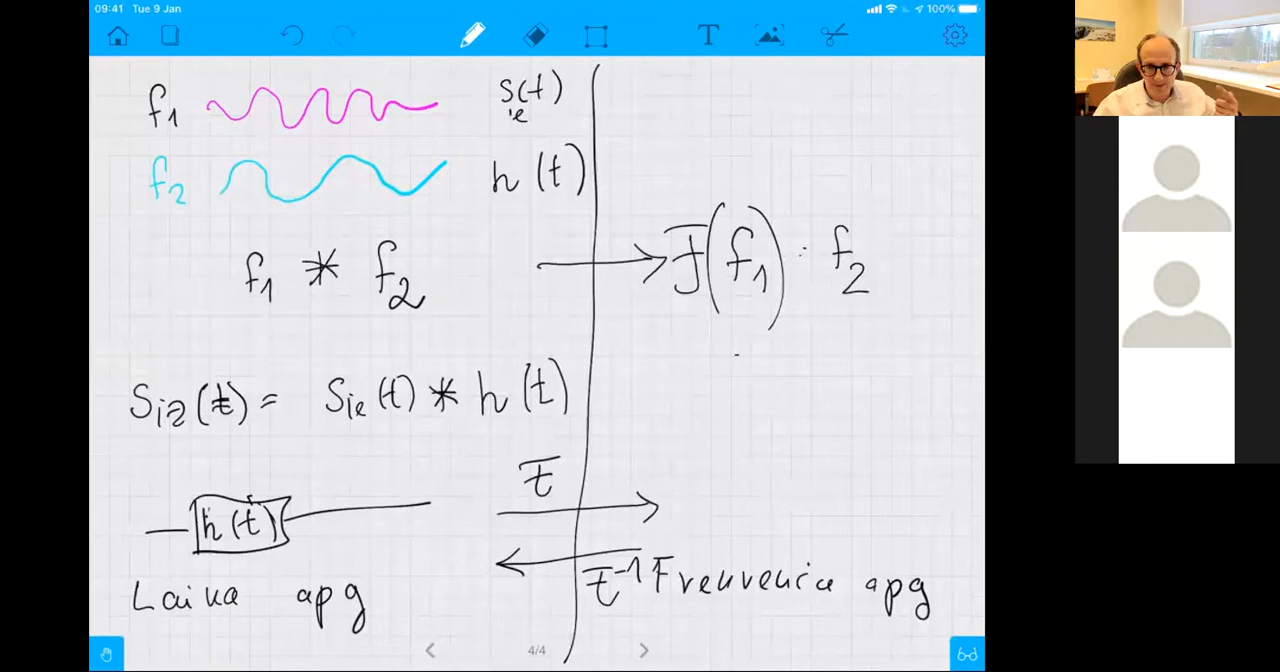 09:41 Tue 9 Jan 100%
f1 s(t)
ie
f2 h(t)
f1 * f2 → F(f1) · f2
Siz(t) = Sie(t) * h(t)
F
h(t)
F⁻¹ Frekvencia apg
Laika apg
4/4